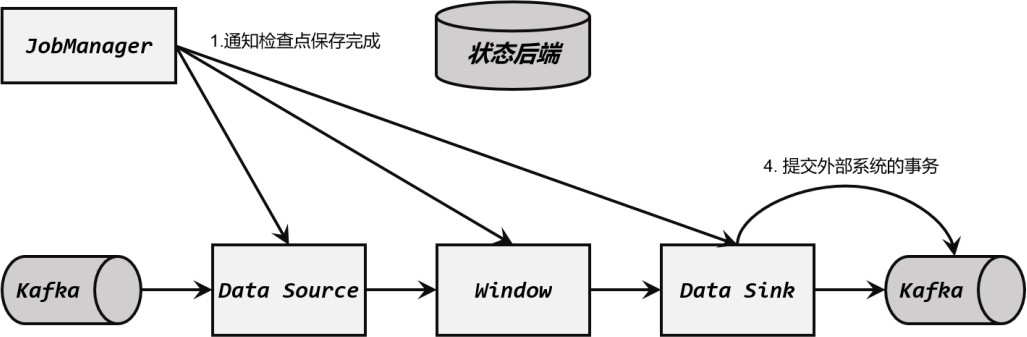 JobManager
1.通知检查点保存完成
状态后端
4. 提交外部系统的事务
Kafka
Data Source
Window
Data Sink
Kafka